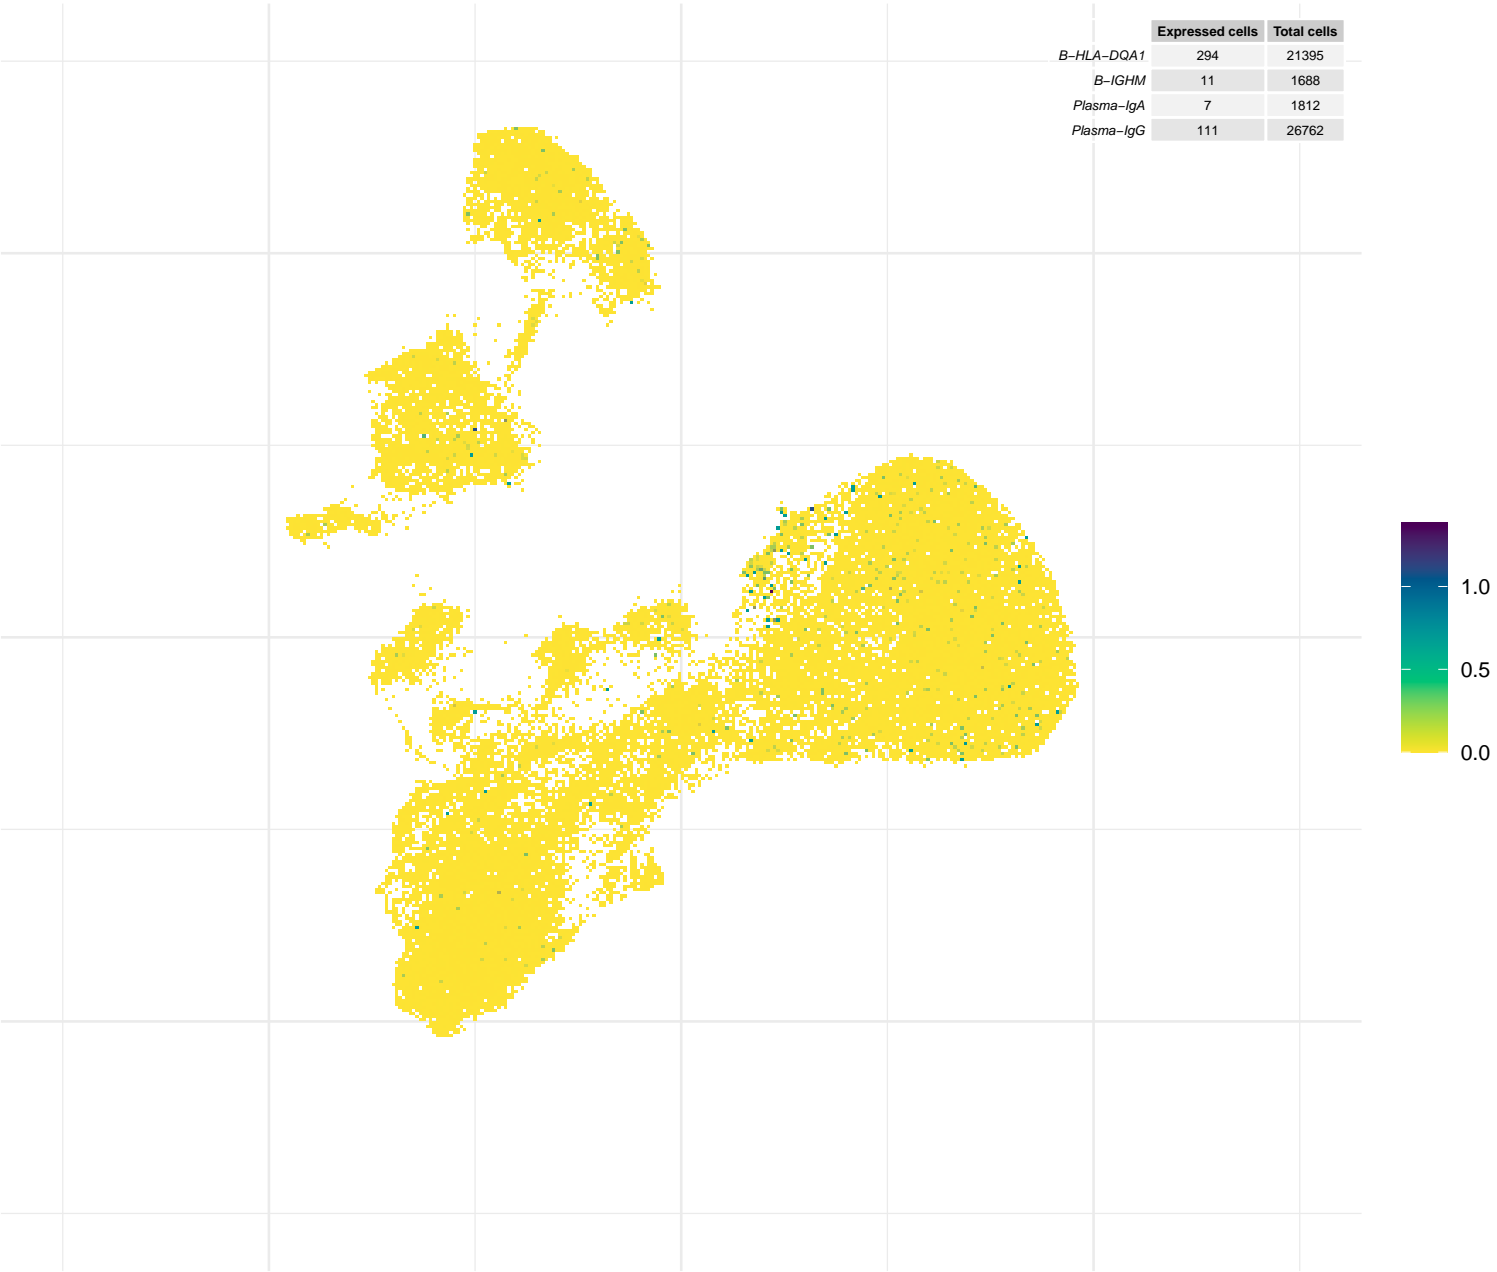 Expressed cells Total cells
B-HLA-DQA1 294 21395
B-IGHM 11 1688
Plasma-IgA 7 1812
Plasma-IgG 111 26762
1.0
0.5
0.0